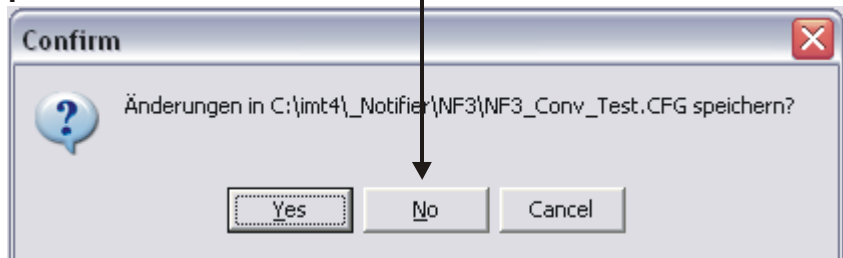 Confirm
Änderungen in C:\imt4\_Notifier\NF3\NF3_Conv_Test.CFG speichern?
Yes No Cancel